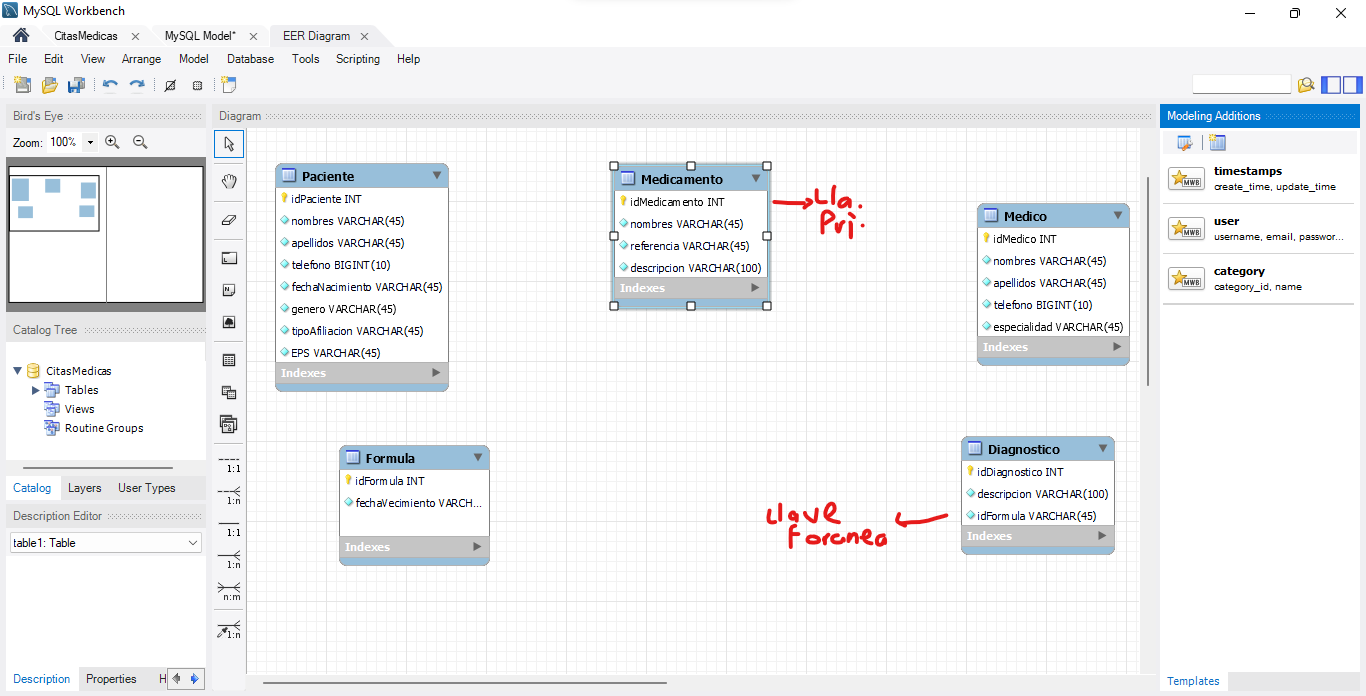 MySQL Workbench
CitasMedicas
MySQL Model*
EER Diagram
File Edit View Arrange Model Database Tools Scripting Help
Bird's Eye
Zoom: 100%
Catalog Tree
CitasMedicas
Tables
Views
Routine Groups
Catalog Layers User Types
Description Editor
table1: Table
Description Properties H
Diagram
1:1
1:n
1:1
1:n
n:m
1:n
Paciente
idPaciente INT
nombres VARCHAR(45)
apellidos VARCHAR(45)
telefono BIGINT(10)
fechaNacimiento VARCHAR(45)
genero VARCHAR(45)
tipoAfiliacion VARCHAR(45)
EPS VARCHAR(45)
Indexes
Medicamento
idMedicamento INT
nombres VARCHAR(45)
referencia VARCHAR(45)
descripcion VARCHAR(100)
Indexes
Lla.
Pri.
Medico
idMedico INT
nombres VARCHAR(45)
apellidos VARCHAR(45)
telefono BIGINT(10)
especialidad VARCHAR(45)
Indexes
Formula
idFormula INT
fechaVecimiento VARCH...
Indexes
Llave
Foranea
Diagnostico
idDiagnostico INT
descripcion VARCHAR(100)
idFormula VARCHAR(45)
Indexes
Modeling Additions
MWB
timestamps
create_time, update_time
MWB
user
username, email, passwor...
MWB
category
category_id, name
Templates